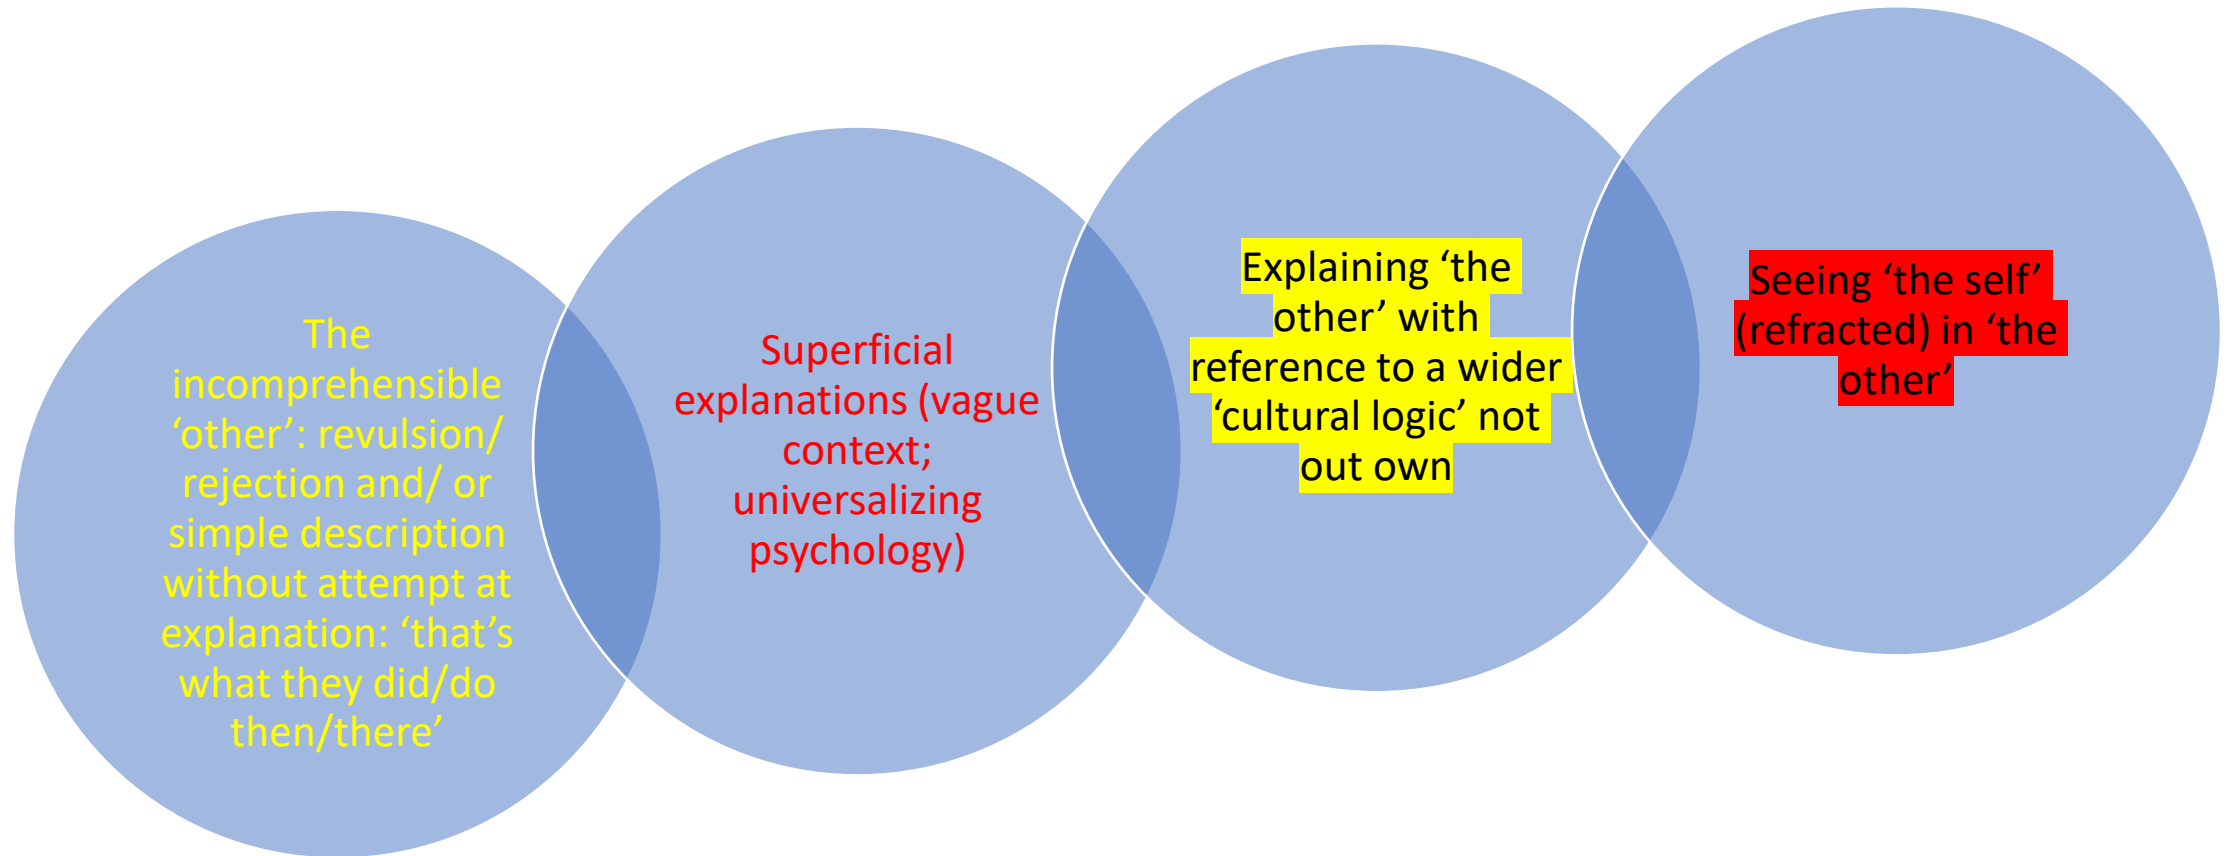 The
incomprehensible
‘other’: revulsion/
rejection and/ or
simple description
without attempt at
explanation: ‘that’s
what they did/do
then/there’
Superficial
explanations (vague
context;
universalizing
psychology)
Explaining ‘the
other’ with
reference to a wider
‘cultural logic’ not
out own
Seeing ‘the self’
(refracted) in ‘the
other’